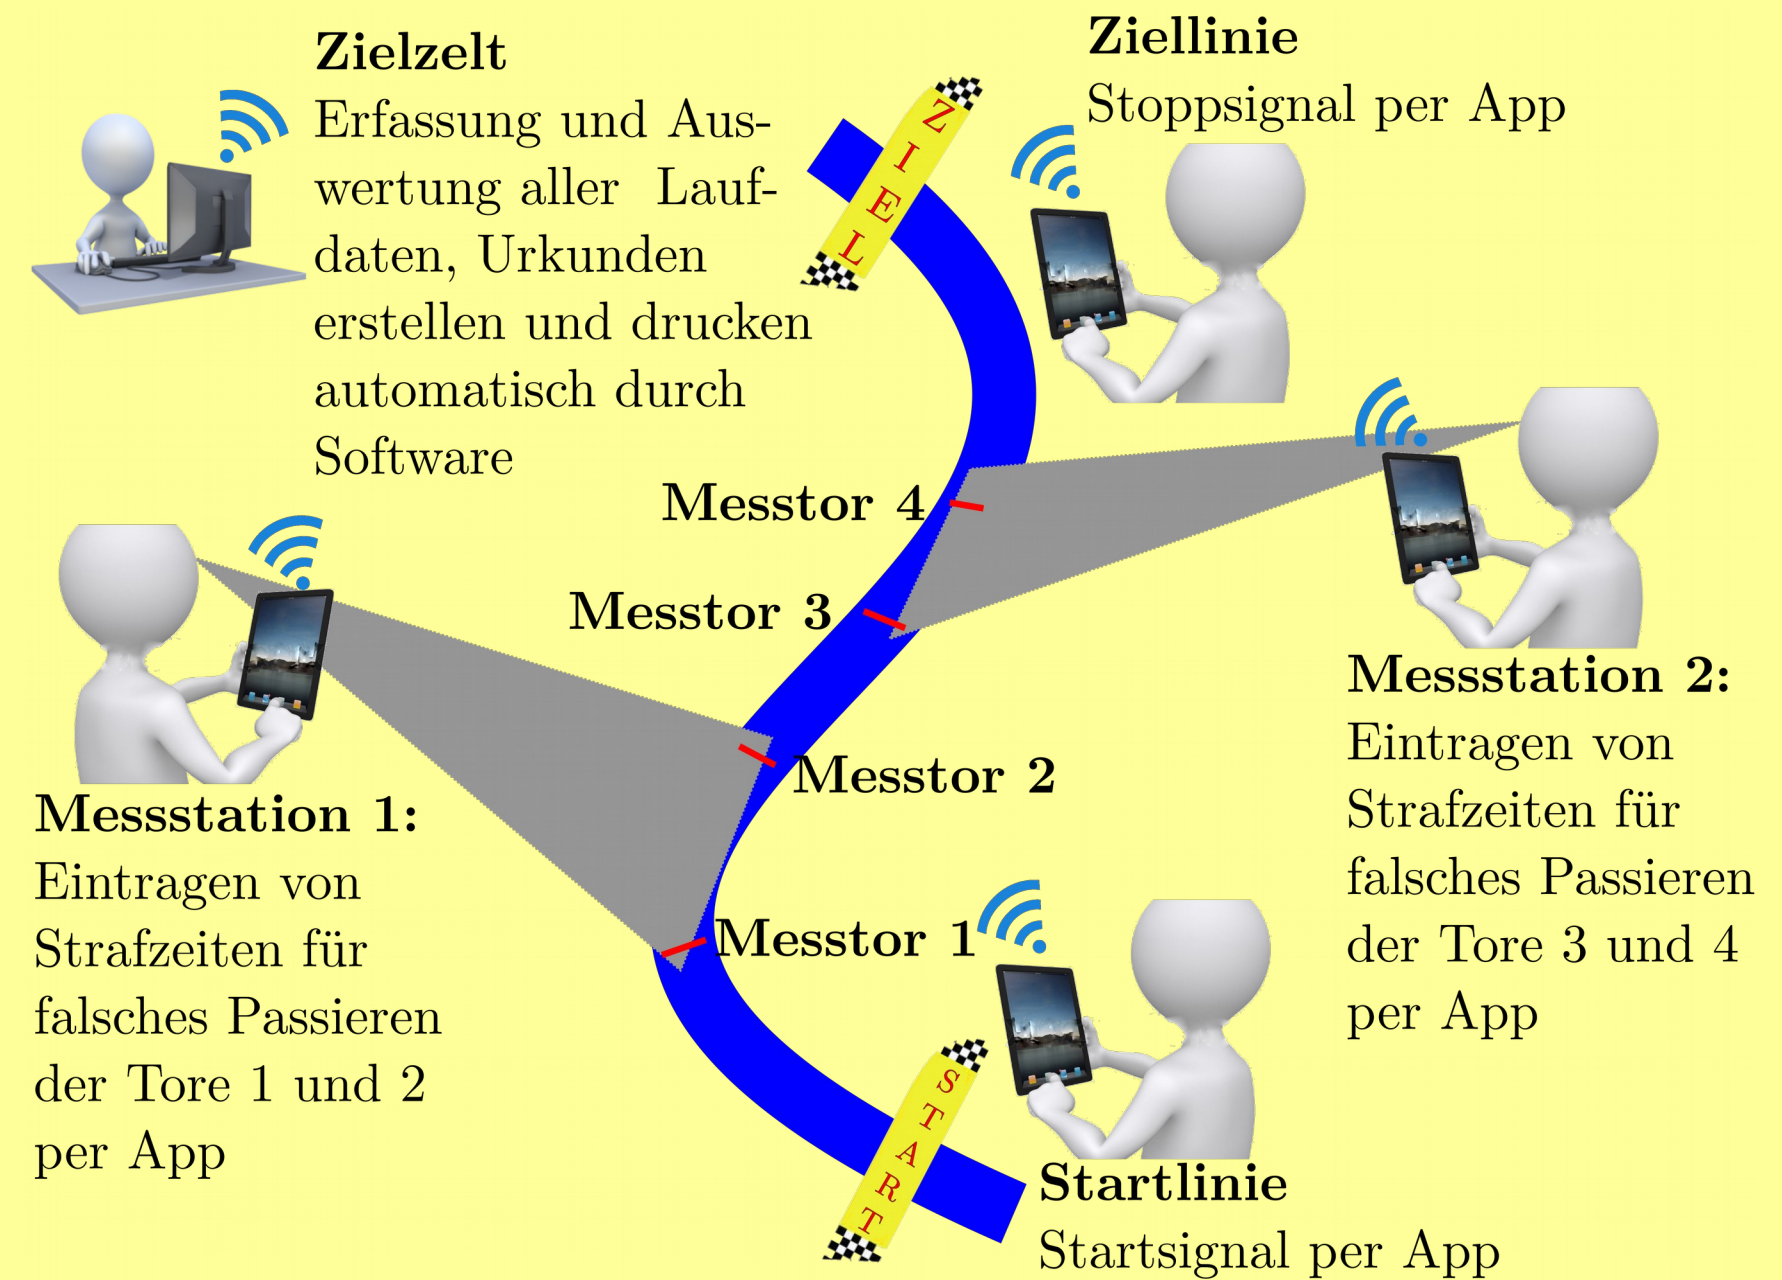 Zielzelt
Erfassung und Aus-
wertung aller Lauf-
daten, Urkunden
erstellen und drucken
automatisch durch
Software
Ziellinie
Stoppsignal per App
ZIEL
Messtor 4
Messtor 3
Messtor 2
Messtor 1
Messstation 2:
Eintragen von
Strafzeiten für
falsches Passieren
der Tore 3 und 4
per App
Messstation 1:
Eintragen von
Strafzeiten für
falsches Passieren
der Tore 1 und 2
per App
START
Startlinie
Startsignal per App